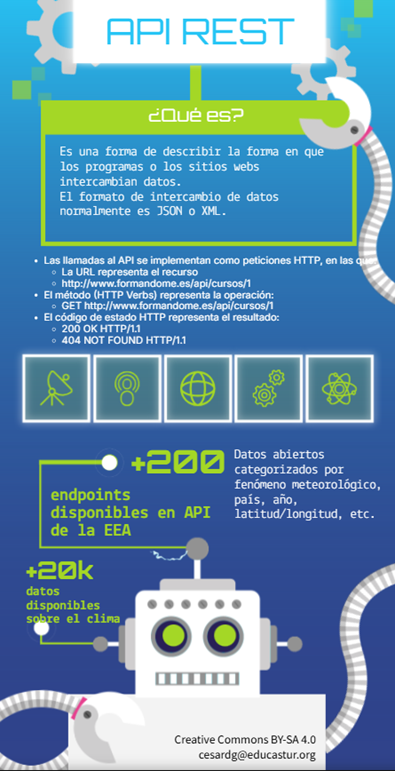 API REST
¿Qué es?
Es una forma de describir la forma en que
los programas o los sitios webs
intercambian datos.
El formato de intercambio de datos
normalmente es JSON o XML.
• Las llamadas al API se implementan como peticiones HTTP, en las que
◦ La URL representa el recurso
◦ http://www.formandome.es/api/cursos/1
• El método (HTTP Verbs) representa la operación:
◦ GET http://www.formandome.es/api/cursos/1
• El código de estado HTTP representa el resultado:
◦ 200 OK HTTP/1.1
◦ 404 NOT FOUND HTTP/1.1
+200
endpoints
disponibles en API
de la EEA
Datos abiertos
categorizados por
fenómeno meteorológico,
país, año,
latitud/longitud, etc.
+20k
datos
disponibles
sobre el clima
Creative Commons BY-SA 4.0
cesardg@educastur.org